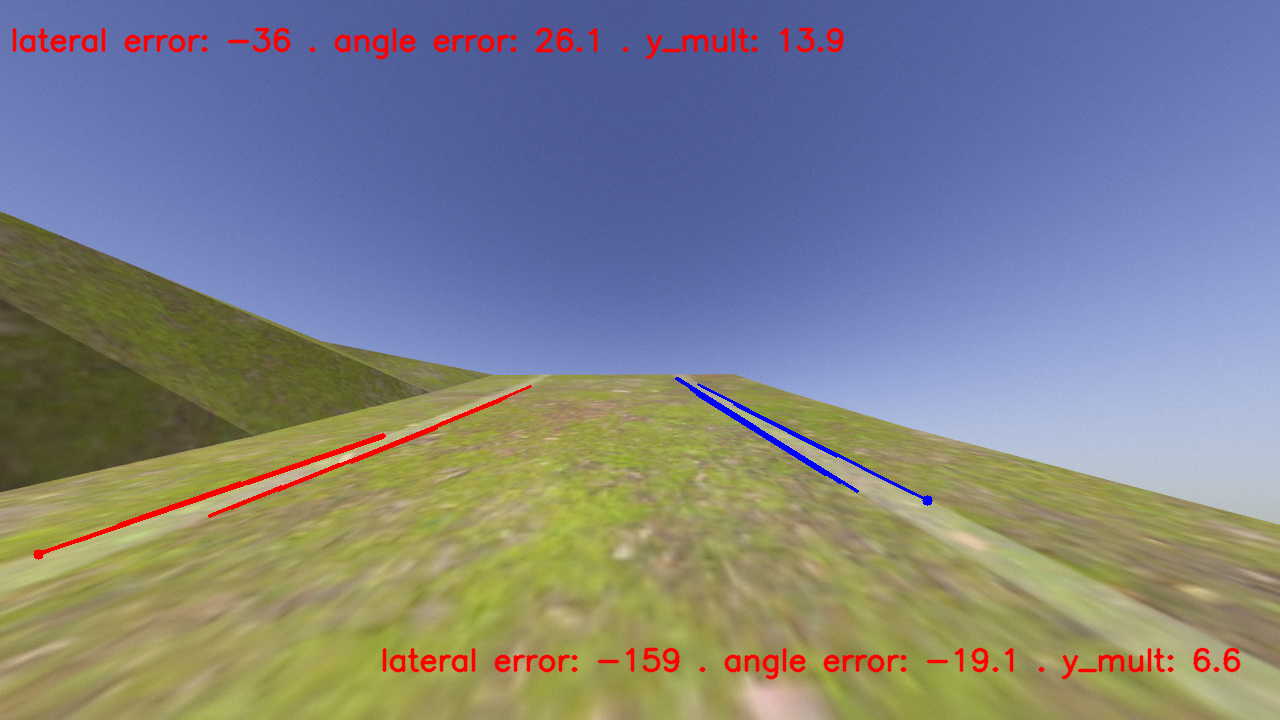 lateral error: -36 . angle error: 26.1 . y_mult: 13.9
lateral error: -159 . angle error: -19.1 . y_mult: 6.6